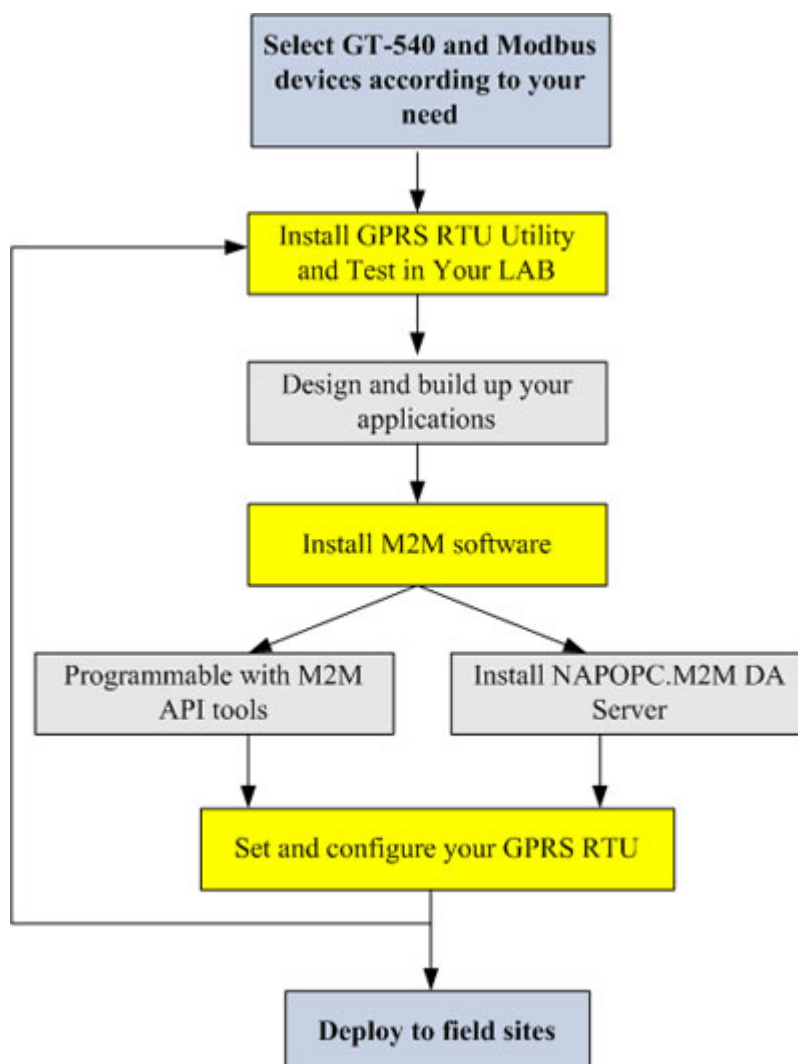 Select GT-540 and Modbus
devices according to your
need
Install GPRS RTU Utility
and Test in Your LAB
Design and build up your
applications
Install M2M software
Programmable with M2M
API tools
Install NAPOPC.M2M DA
Server
Set and configure your GPRS RTU
Deploy to field sites